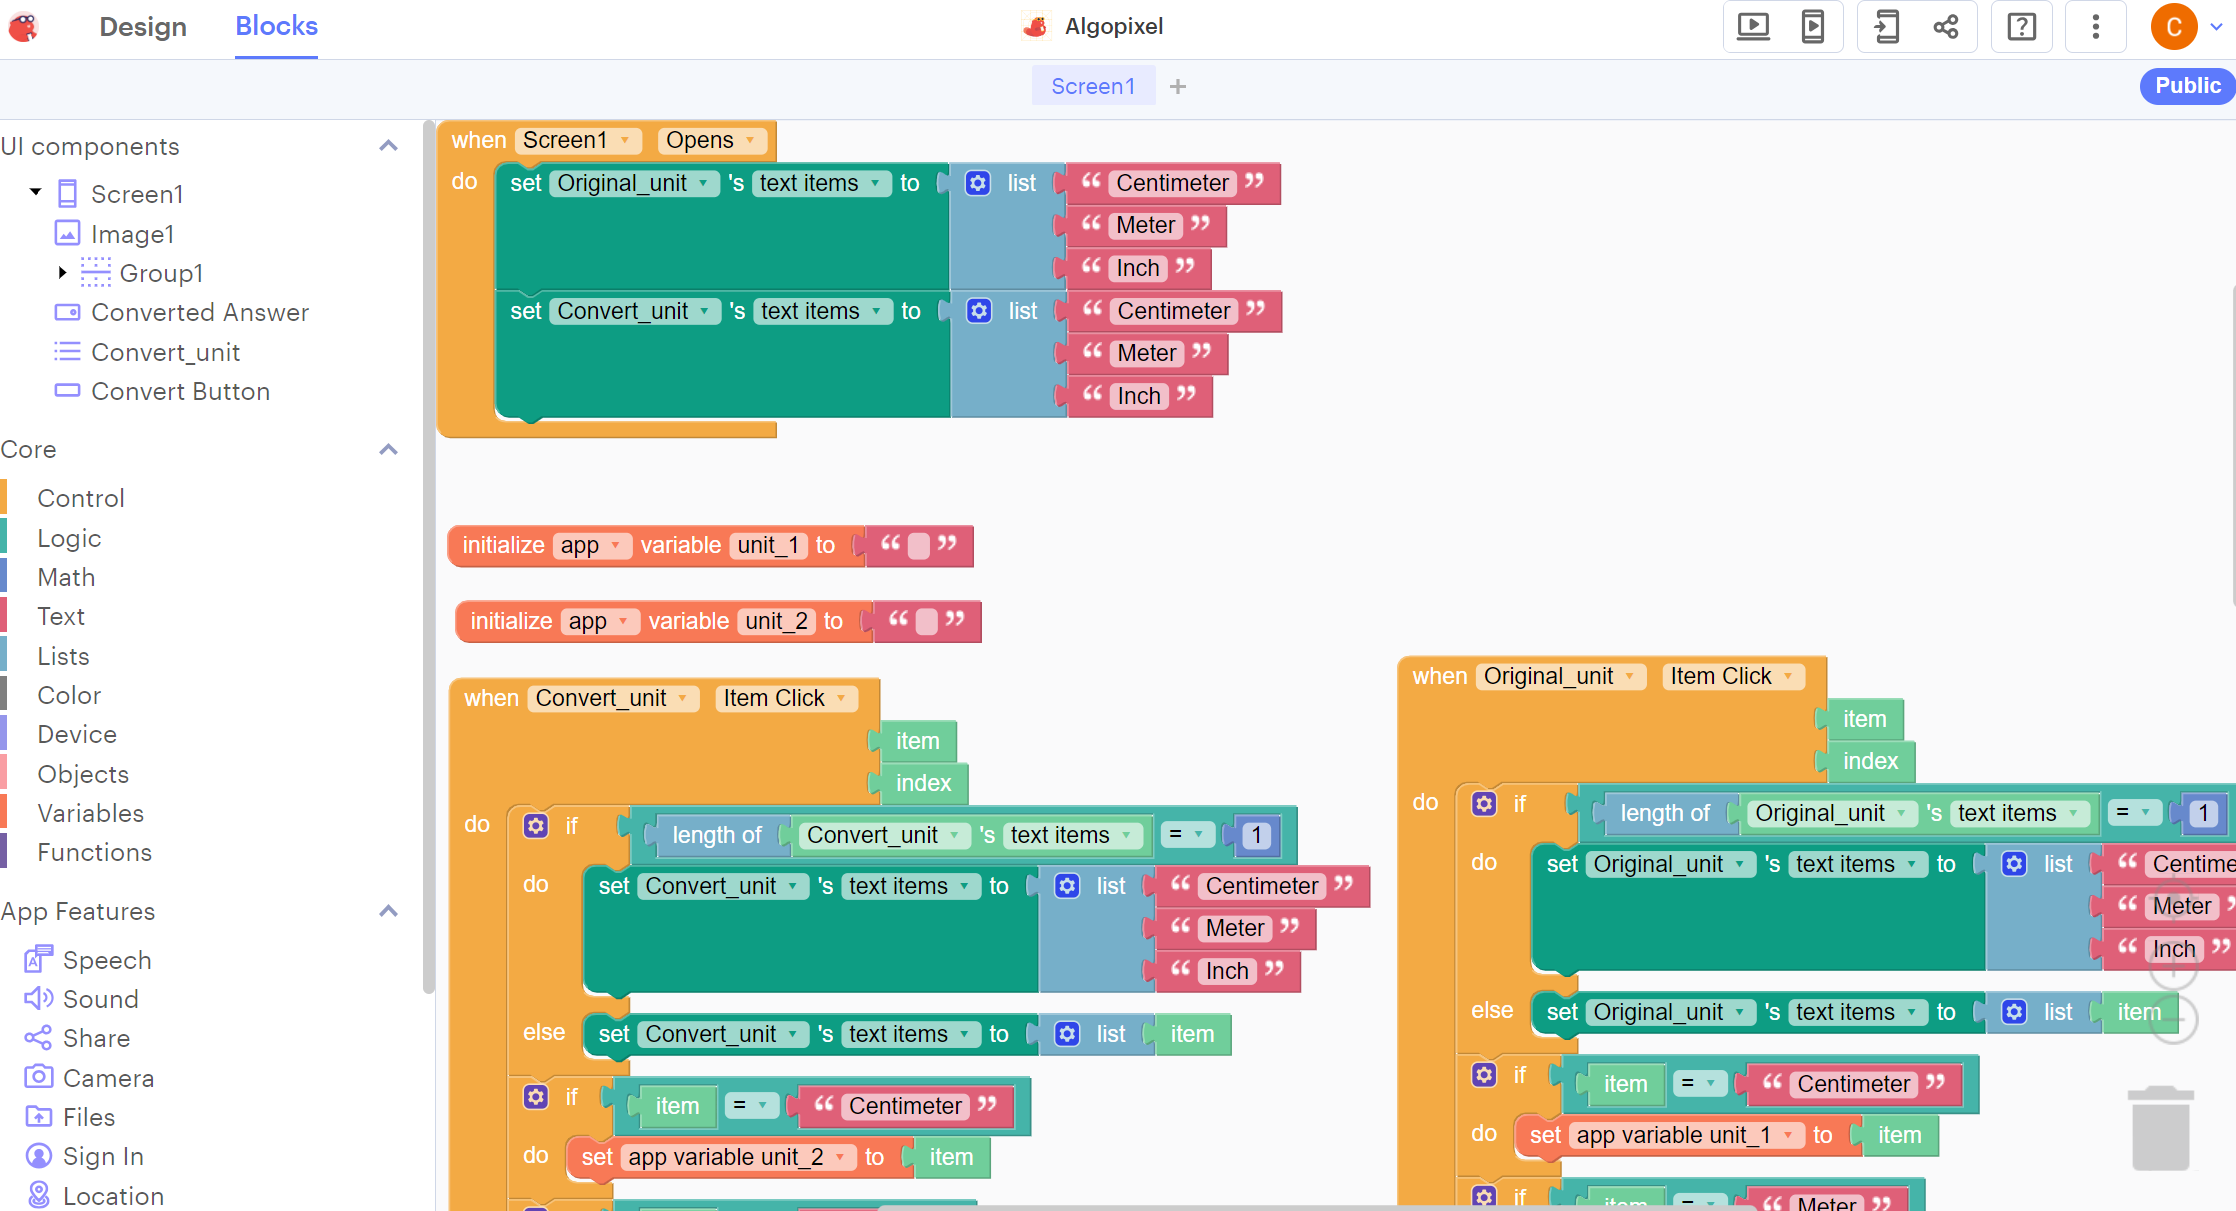 Design Blocks Algopixel C
Screen1 +
Public
UI components
Screen1
Image1
Group1
Converted Answer
Convert_unit
Convert Button
Core
Control
Logic
Math
Text
Lists
Color
Device
Objects
Variables
Functions
App Features
Speech
Sound
Share
Camera
Files
Sign In
Location
when Screen1 Opens
do set Original_unit 's text items to list “ Centimeter ”
“ Meter ”
“ Inch ”
set Convert_unit 's text items to list “ Centimeter ”
“ Meter ”
“ Inch ”
initialize app variable unit_1 to “ ”
initialize app variable unit_2 to “ ”
when Convert_unit Item Click
item
index
do if length of Convert_unit 's text items = 1
do set Convert_unit 's text items to list “ Centimeter ”
“ Meter ”
“ Inch ”
else set Convert_unit 's text items to list item
if item = “ Centimeter ”
do set app variable unit_2 to item
when Original_unit Item Click
item
index
do if length of Original_unit 's text items = 1
do set Original_unit 's text items to list “ Centime
“ Meter ”
“ Inch ”
else set Original_unit 's text items to list item
if item = “ Centimeter ”
do set app variable unit_1 to item
if item = “ Meter ”